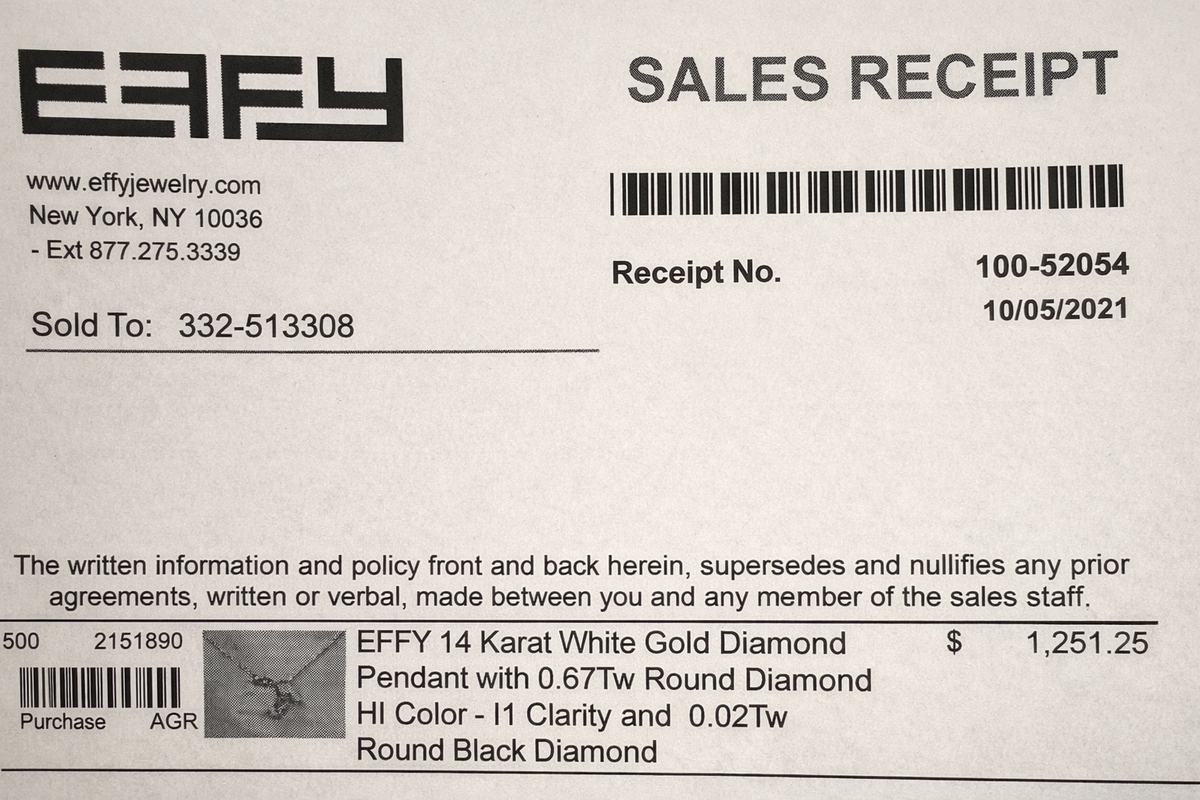 EFFY
SALES RECEIPT
www.effyjewelry.com
New York, NY 10036
- Ext 877.275.3339
Receipt No. 100-52054
10/05/2021
Sold To: 332-513308
The written information and policy front and back herein, supersedes and nullifies any prior
agreements, written or verbal, made between you and any member of the sales staff.
500 2151890
Purchase AGR
EFFY 14 Karat White Gold Diamond $ 1,251.25
Pendant with 0.67Tw Round Diamond
HI Color - I1 Clarity and 0.02Tw
Round Black Diamond